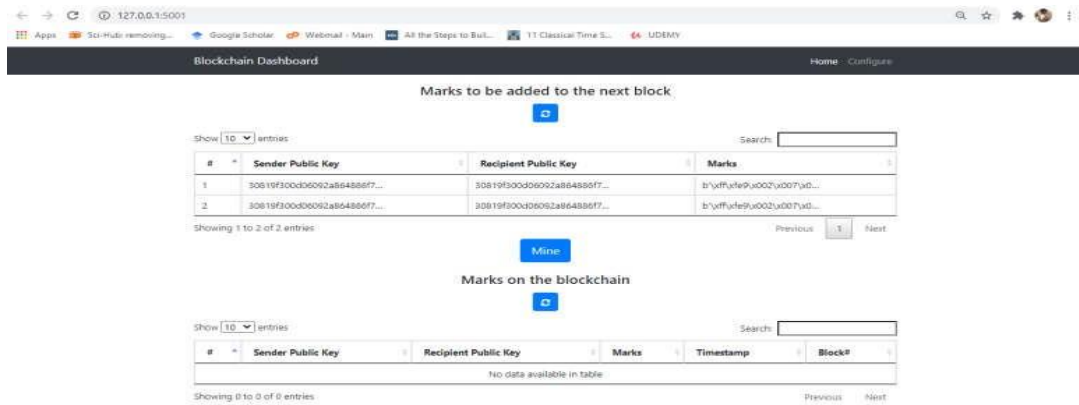 127.0.0.1:5001
Apps Sci-Hub: removing... Google Scholar Webmail - Main All the Steps to Buil... 11 Classical Time S... UDEMY
Blockchain Dashboard Home Configure
Marks to be added to the next block
Show 10 entries Search:
# Sender Public Key Recipient Public Key Marks
1 30819f300d06092a864886f7... 30819f300d06092a864886f7... b'\xff\xfe9\x002\x007\x0...
2 30819f300d06092a864886f7... 30819f300d06092a864886f7... b'\xff\xfe9\x002\x007\x0...
Showing 1 to 2 of 2 entries Previous 1 Next
Mine
Marks on the blockchain
Show 10 entries Search:
# Sender Public Key Recipient Public Key Marks Timestamp Block#
No data available in table
Showing 0 to 0 of 0 entries Previous Next